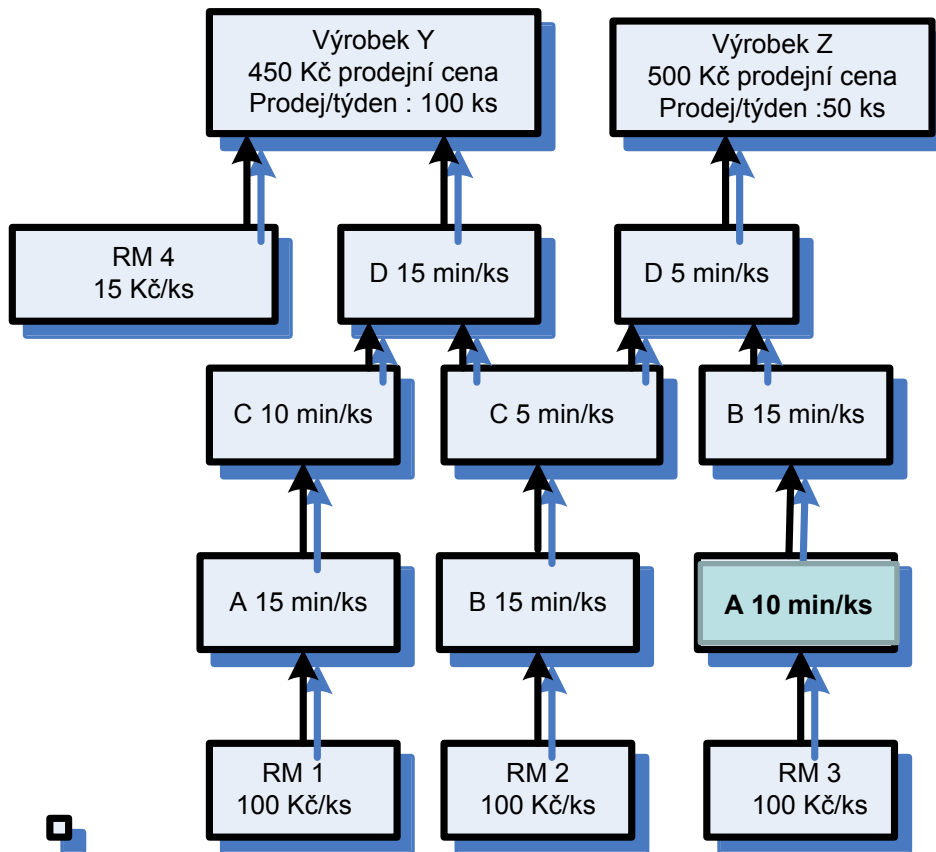 Výrobek Y
450 Kč prodejní cena
Prodej/týden : 100 ks
Výrobek Z
500 Kč prodejní cena
Prodej/týden :50 ks
RM 4
15 Kč/ks
D 15 min/ks
D 5 min/ks
C 10 min/ks
C 5 min/ks
B 15 min/ks
A 15 min/ks
B 15 min/ks
A 10 min/ks
RM 1
100 Kč/ks
RM 2
100 Kč/ks
RM 3
100 Kč/ks